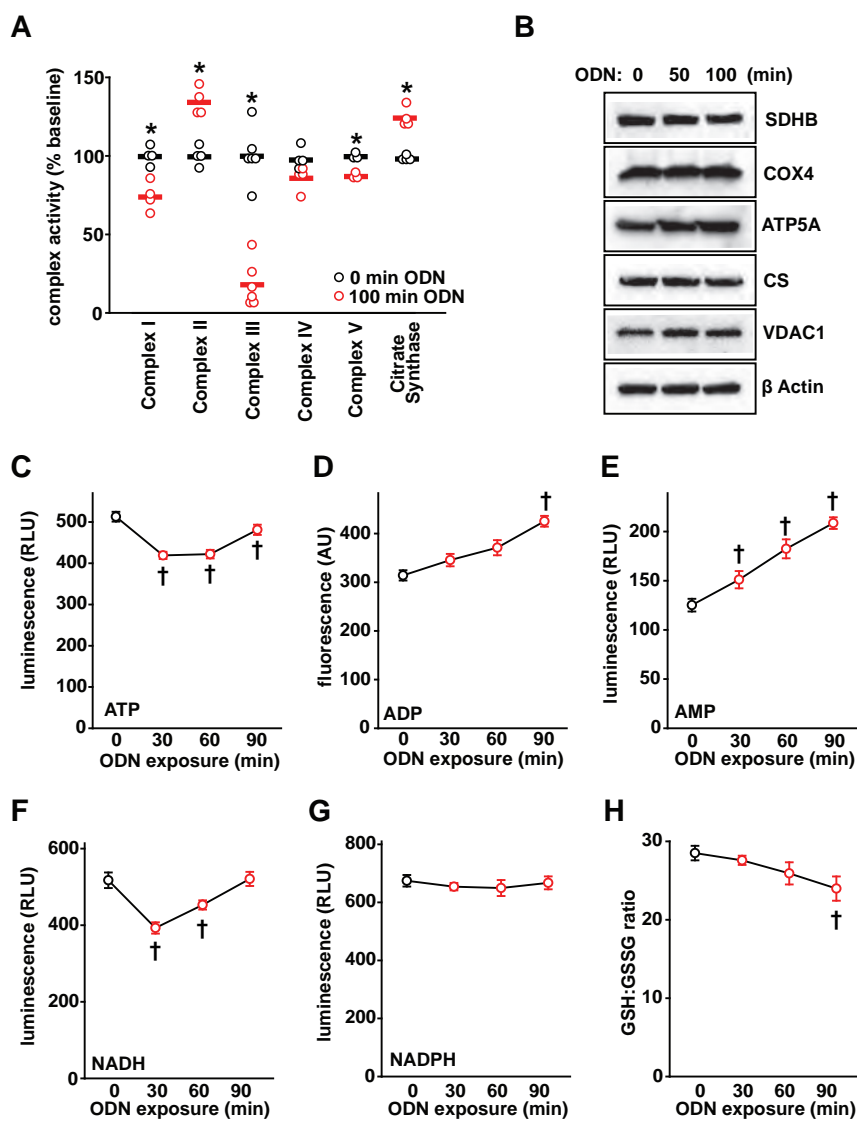 A
complex activity (% baseline)
150
100
50
0
* * * * *
0 min ODN
100 min ODN
Complex I
Complex II
Complex III
Complex IV
Complex V
Citrate
Synthase
B
ODN: 0 50 100 (min)
SDHB
COX4
ATP5A
CS
VDAC1
β Actin
C
luminescence (RLU)
500
400
300
200
100
0
† † †
ATP
0 30 60 90
ODN exposure (min)
D
fluorescence (AU)
400
300
200
100
0
†
ADP
0 30 60 90
ODN exposure (min)
E
luminescence (RLU)
200
150
100
50
0
† † †
AMP
0 30 60 90
ODN exposure (min)
F
luminescence (RLU)
600
400
200
0
† †
NADH
0 30 60 90
ODN exposure (min)
G
luminescence (RLU)
800
600
400
200
0
NADPH
0 30 60 90
ODN exposure (min)
H
GSH:GSSG ratio
30
20
10
0
†
0 30 60 90
ODN exposure (min)